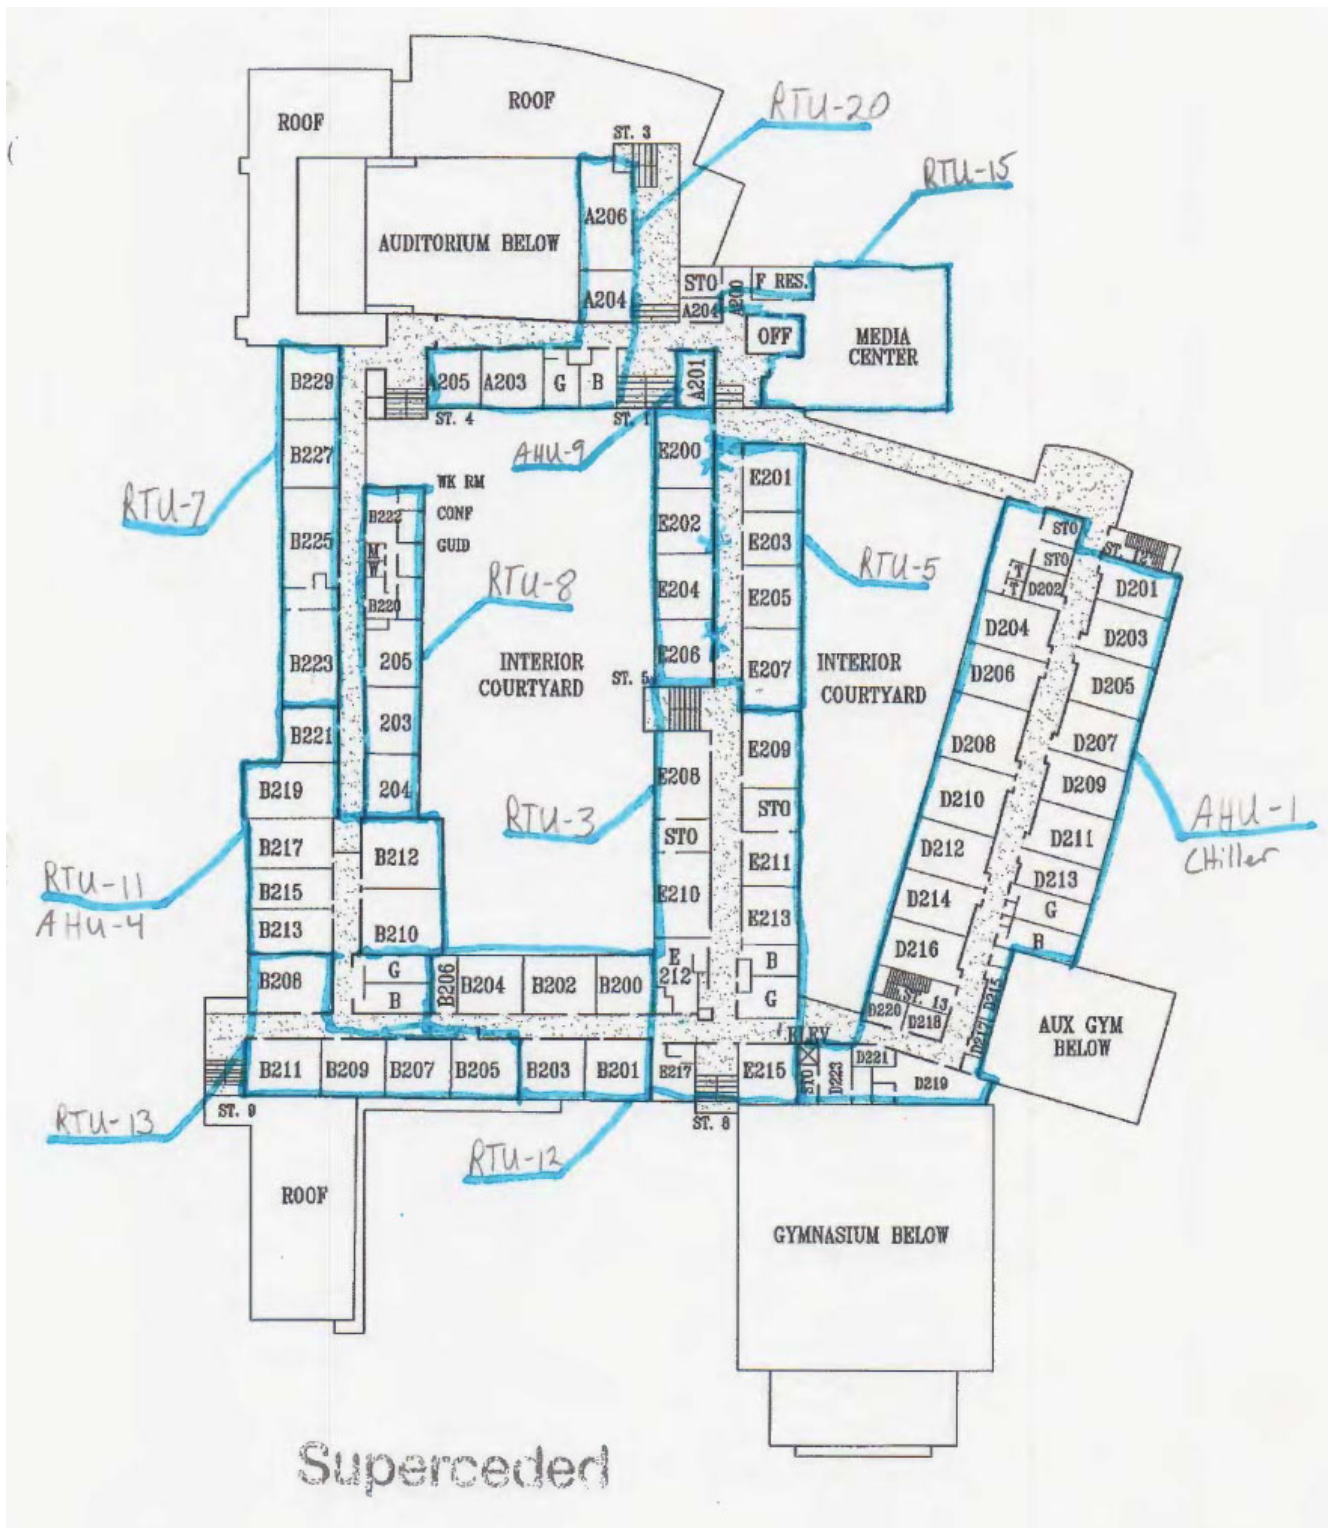 RTU-20
ROOF
ROOF
ST. 3
RTU-15
A206
AUDITORIUM BELOW
STO
A200
F RES.
A204
A204
OFF
MEDIA
CENTER
B229
A205
A203
G
B
A201
ST. 4
ST. 1
AHU-9
B227
E200
E201
RTU-7
WK RM
B222
CONF
GUID
E202
STO
ST. 12
B225
M
W
E203
RTU-5
STO
T
T
D202
D201
RTU-8
B220
E204
E205
D204
D203
B223
205
INTERIOR
COURTYARD
E206
E207
INTERIOR
COURTYARD
D206
D205
ST. 5
B221
203
E209
D208
D207
B219
204
E208
STO
D210
D209
RTU-3
AHU-1
Chiller
B217
B212
STO
E211
D212
D211
RTU-11
AHU-4
B215
E210
D214
D213
B213
B210
E213
G
B208
G
B206
B204
B202
B200
E
212
B
D216
B
B
G
ST. 13
D215
D220
D218
D217
AUX GYM
BELOW
ELEV
B211
B209
B207
B205
B203
B201
B217
E215
STO
D223
D221
D219
ST. 9
ST. 8
RTU-13
RTU-12
ROOF
GYMNASIUM BELOW
Superceded